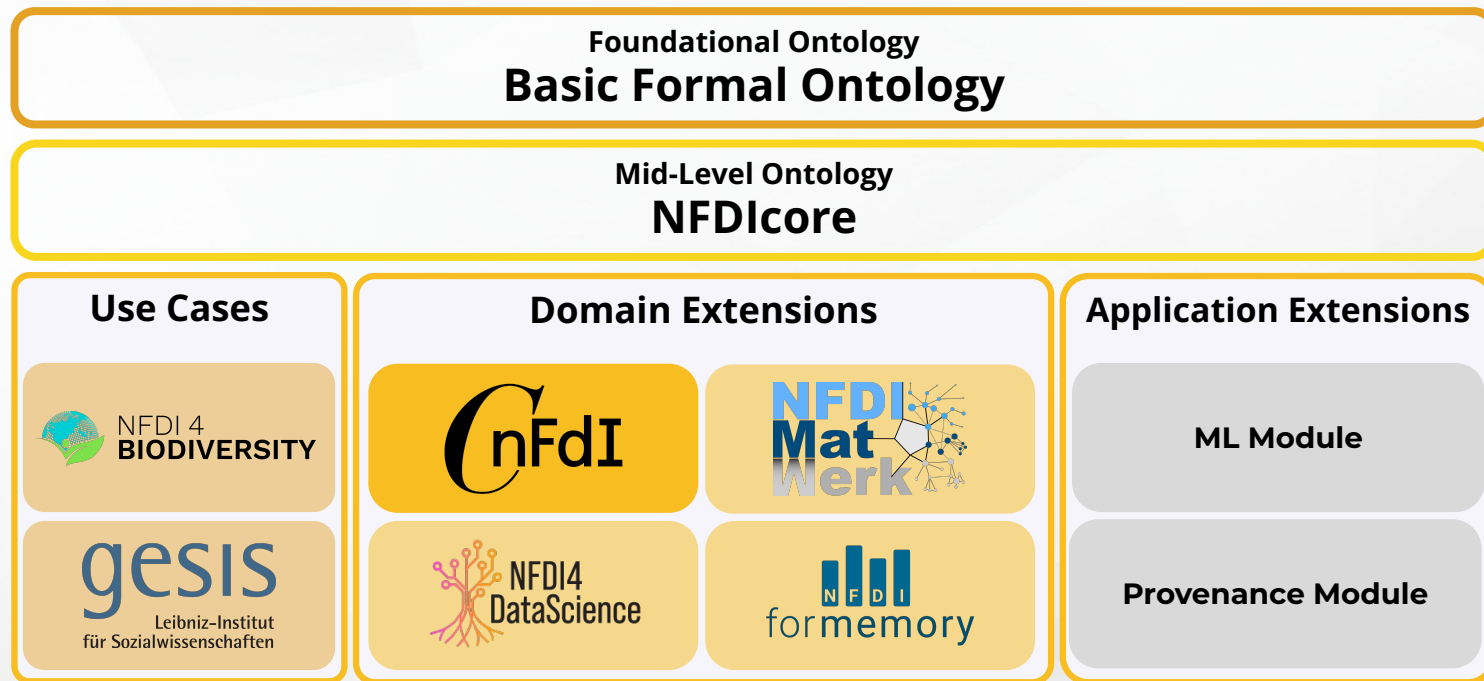 Foundational Ontology
Basic Formal Ontology
Mid-Level Ontology
NFDIcore
Use Cases
NFDI 4
BIODIVERSITY
gesis
Leibniz-Institut
für Sozialwissenschaften
Domain Extensions
CnFdI
NFDI
Mat
Werk
NFDI4
DataScience
NFDI
formemory
Application Extensions
ML Module
Provenance Module